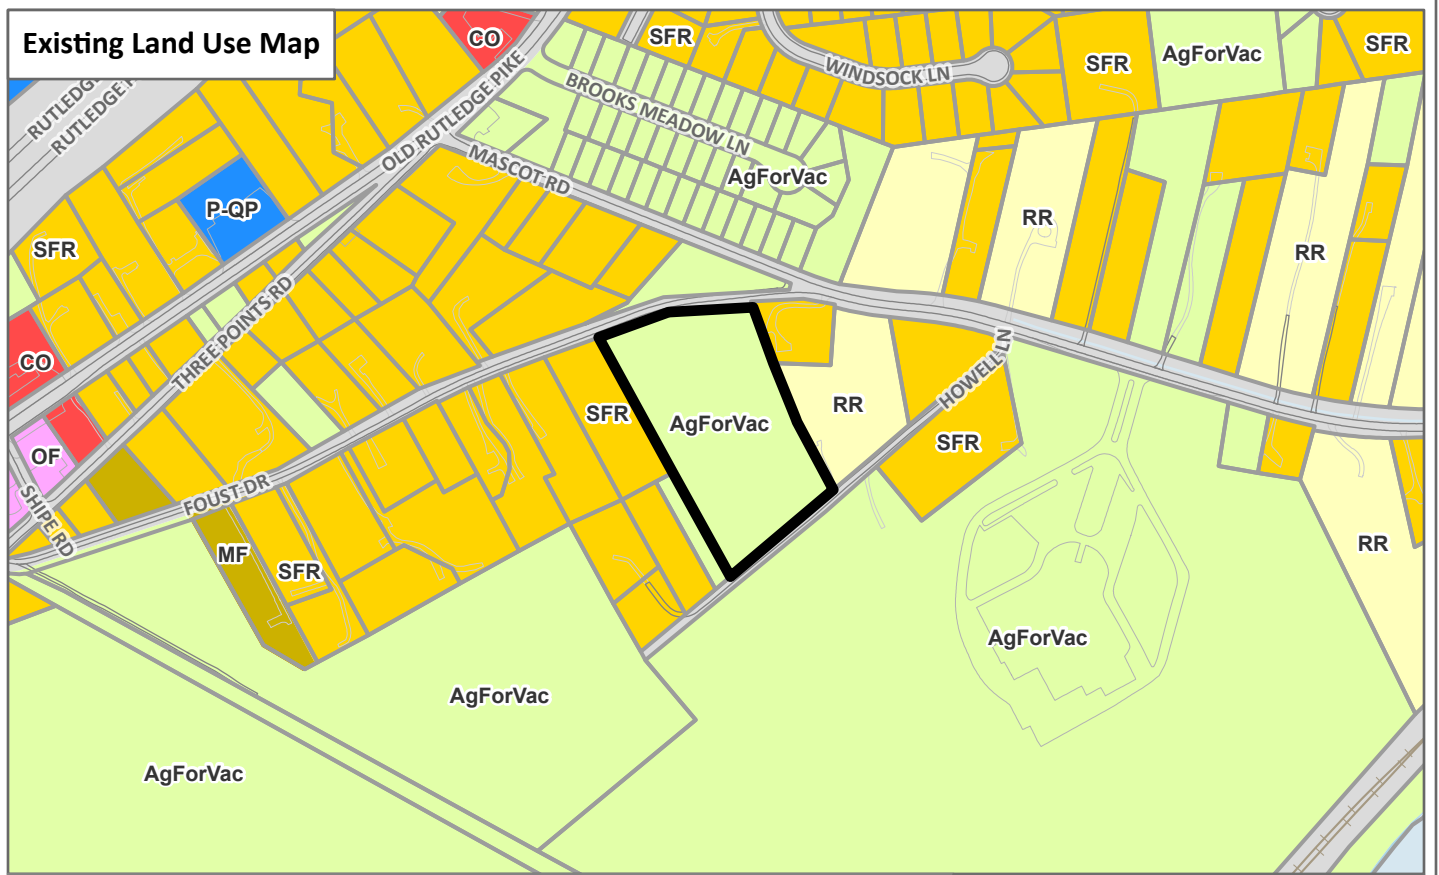 Existing Land Use Map
CO
SFR
SFR
AgForVac
SFR
WINDSOCK LN
RUTLEDGE
RUTLEDGE
OLD RUTLEDGE PIKE
BROOKS MEADOW LN
MASCOT RD
AgForVac
P-QP
RR
SFR
RR
THREE POINTS RD
CO
HOWELL LN
SFR
AgForVac
RR
SFR
OF
FOUST DR
SHIPE RD
MF
SFR
RR
AgForVac
AgForVac
AgForVac